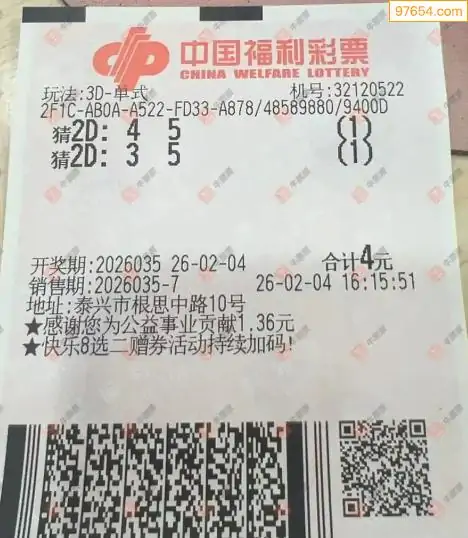 97654.com
中国福利彩票
CHINA WELFARE LOTTERY
玩法:3D-单式 机号:32120522
2F1C-AB0A-A522-FD33-A878/48589880/9400D
猜2D: 4 5 (1)
猜2D: 3 5 (1)
开奖期:2026035 26-02-04 合计4元
销售期:2026035-7 26-02-04 16:15:51
地址:泰兴市根思中路10号
★感谢您为公益事业贡献1.36元
★快乐8选二赠券活动持续加码!